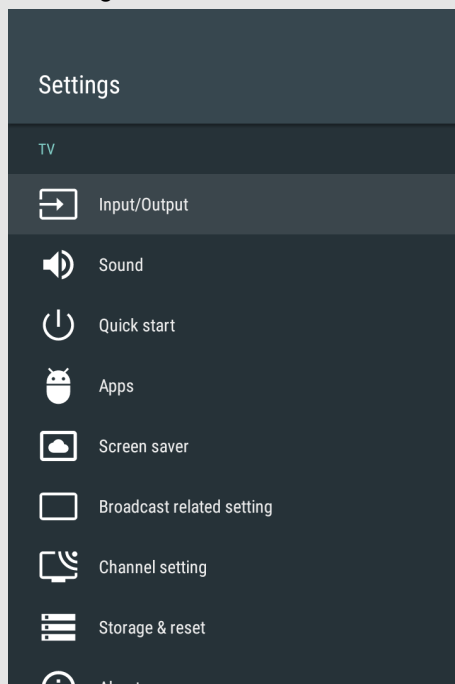 Settings
TV
Input/Output
Sound
Quick start
Apps
Screen saver
Broadcast related setting
Channel setting
Storage & reset